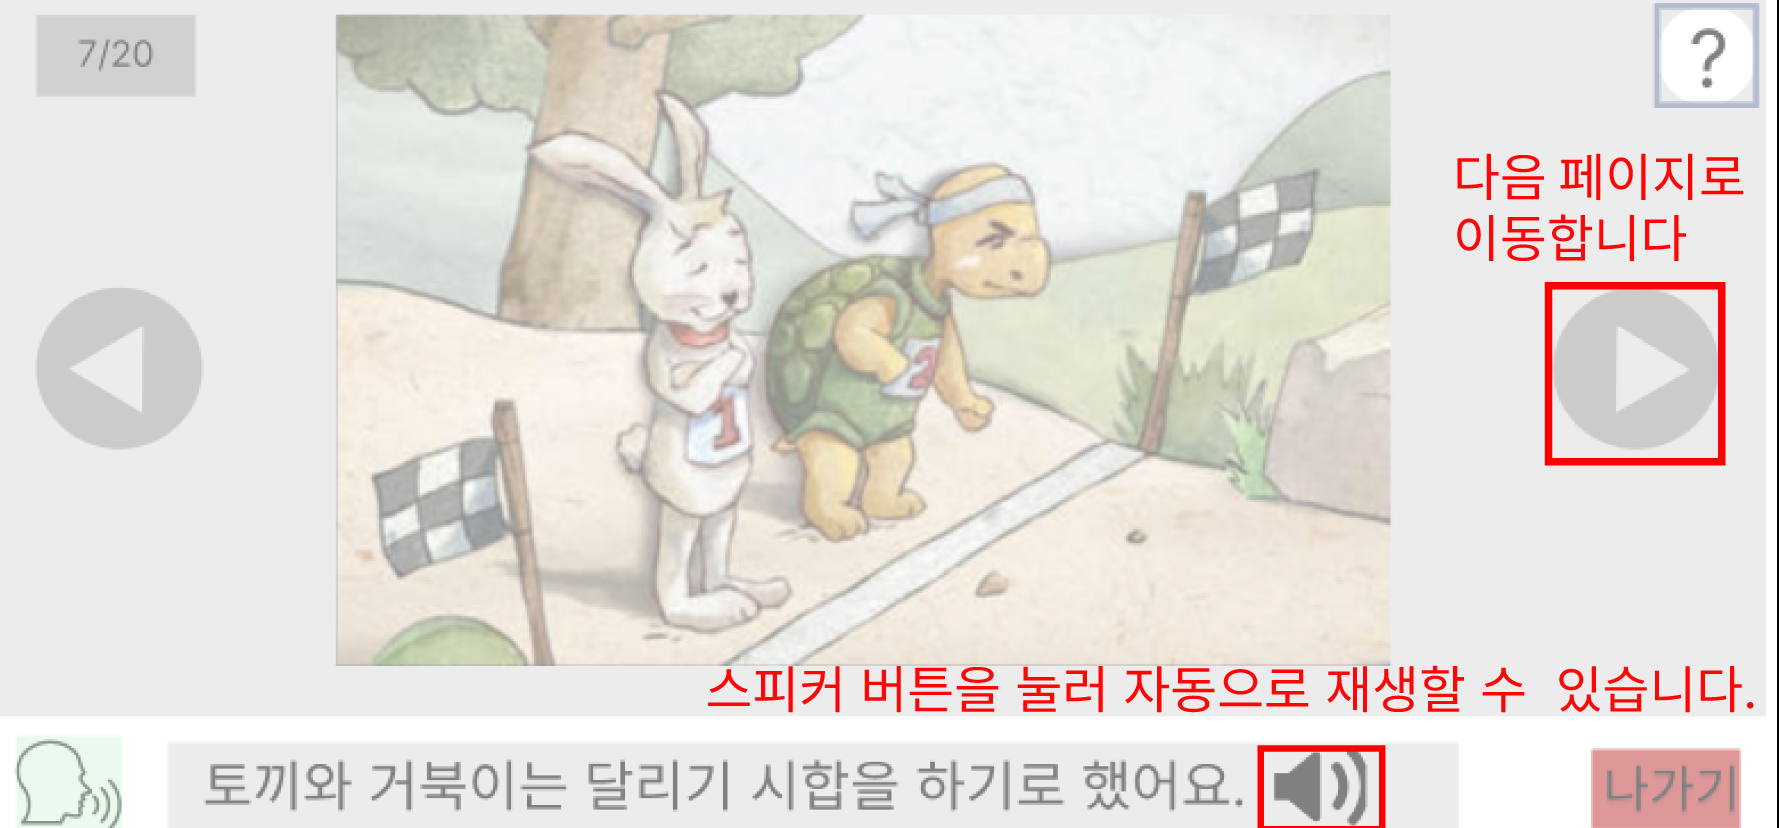 7/20
?
다음 페이지로
이동합니다
1
2
스피커 버튼을 눌러 자동으로 재생할 수 있습니다.
토끼와 거북이는 달리기 시합을 하기로 했어요.
나가기